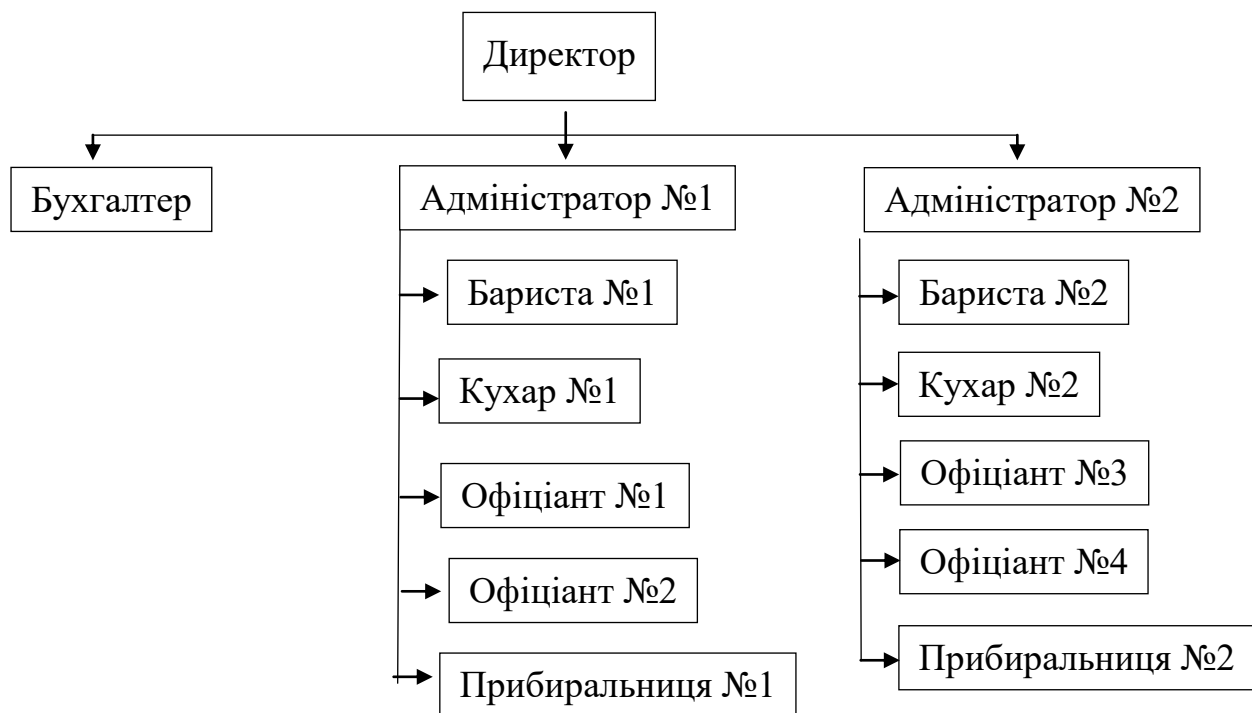 Директор
Бухгалтер
Адміністратор №1
Адміністратор №2
Бариста №1
Кухар №1
Офіціант №1
Офіціант №2
Прибиральниця №1
Бариста №2
Кухар №2
Офіціант №3
Офіціант №4
Прибиральниця №2